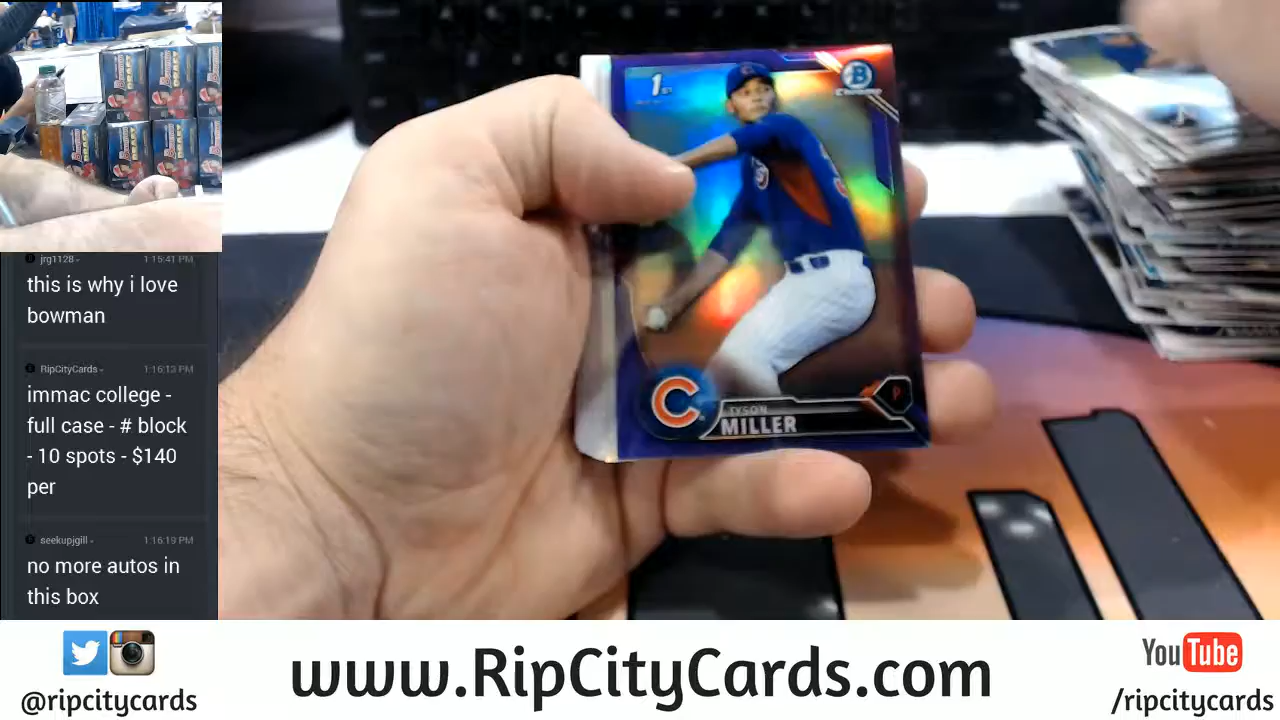 jrg1128
1:15:41 PM
this is why i love
bowman
RipCityCards
1:16:13 PM
immac college -
full case - # block
- 10 spots - $140
per
seekupjgill
1:16:19 PM
no more autos in
this box
1st
B
CHROME
C
TYSON
MILLER
P
@ripcitycards
www.RipCityCards.com
YouTube
/ripcitycards